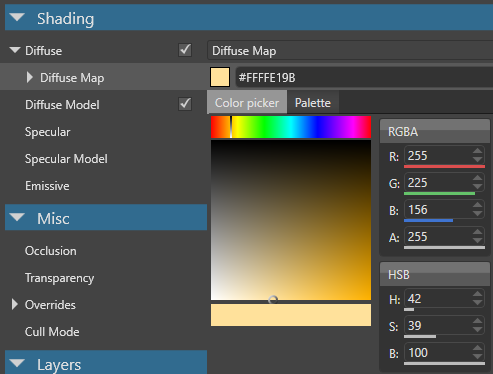 Shading
Diffuse
Diffuse Map
Diffuse Map
#FFFFE19B
Diffuse Model
Color picker
Palette
Specular
RGBA
Specular Model
R: 255
Emissive
G: 225
Misc
B: 156
A: 255
Occlusion
Transparency
HSB
Overrides
H: 42
Cull Mode
S: 39
B: 100
Layers